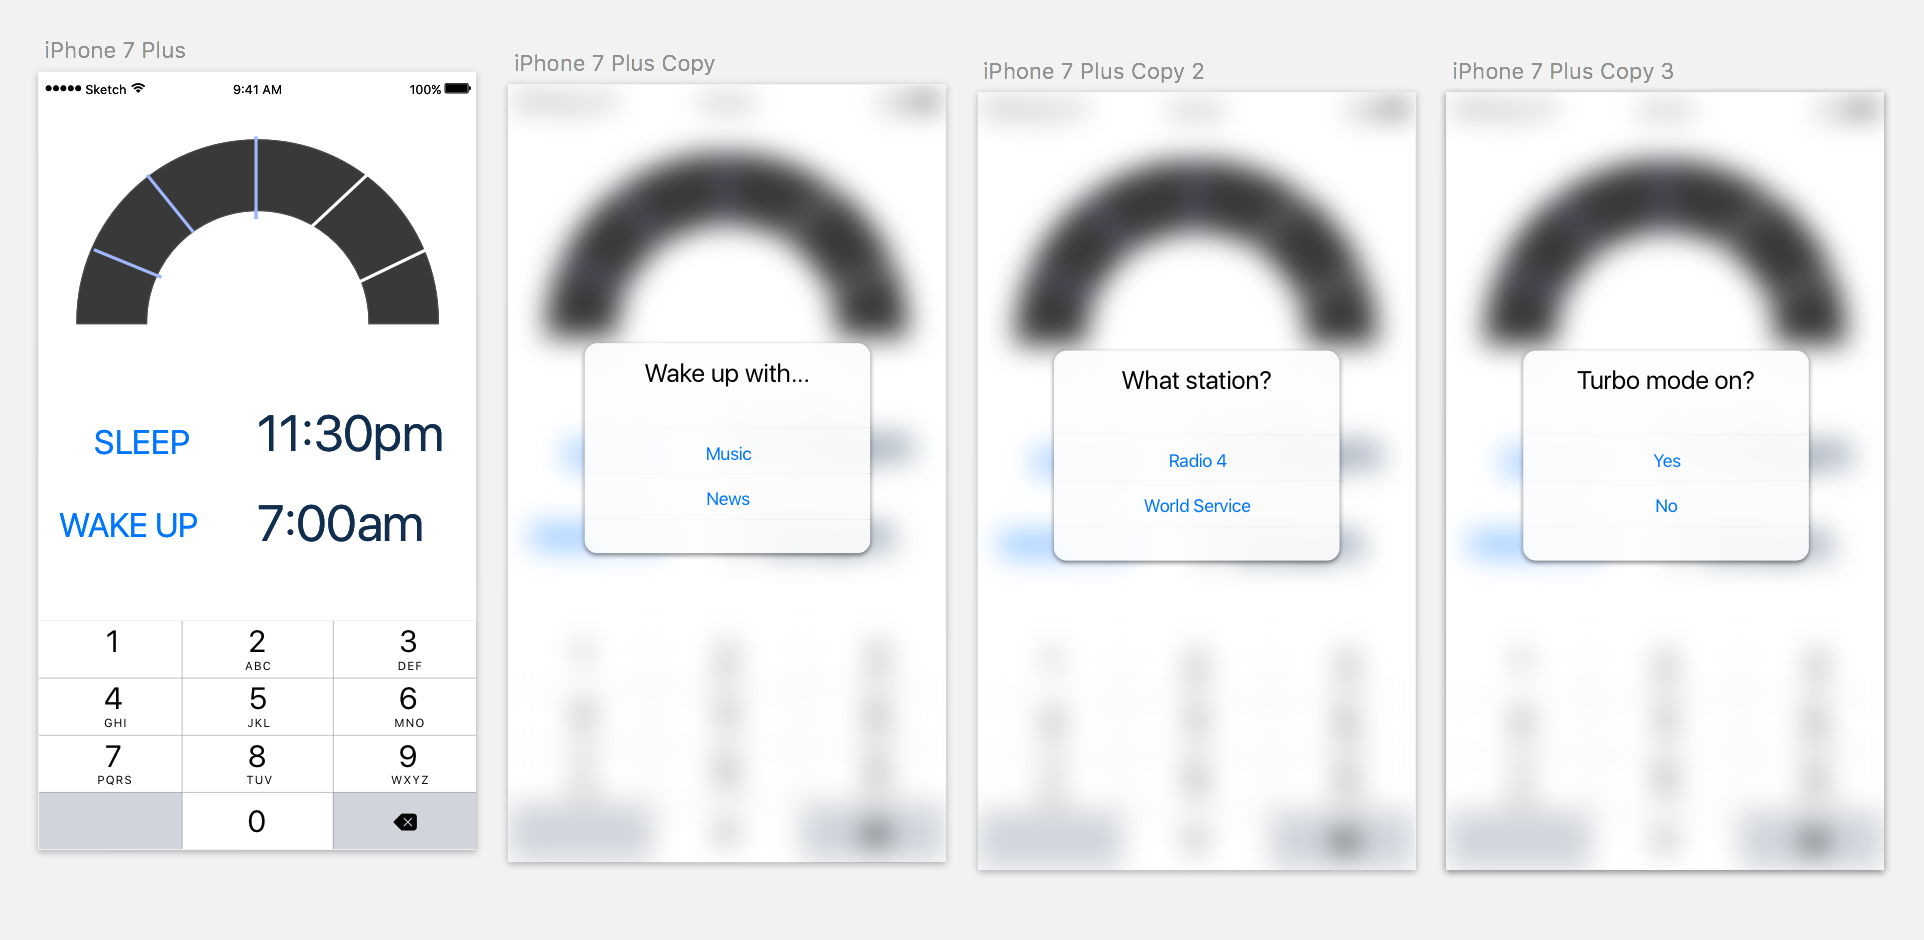 iPhone 7 Plus
Sketch 9:41 AM 100%
SLEEP 11:30pm
WAKE UP 7:00am
1 2 3
ABC DEF
4 5 6
GHI JKL MNO
7 8 9
PQRS TUV WXYZ
0
iPhone 7 Plus Copy
Wake up with...
Music
News
iPhone 7 Plus Copy 2
What station?
Radio 4
World Service
iPhone 7 Plus Copy 3
Turbo mode on?
Yes
No